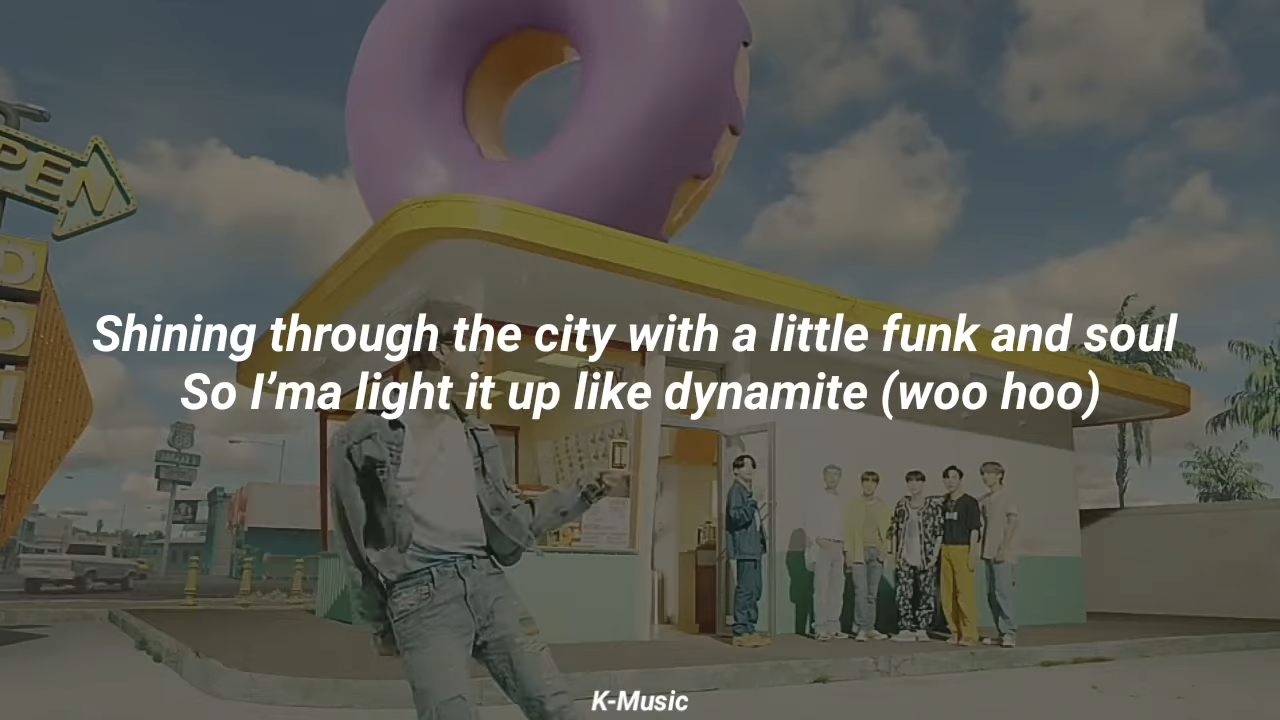 PEN
D
O
Shining through the city with a little funk and soul
So I’ma light it up like dynamite (woo hoo)
K-Music